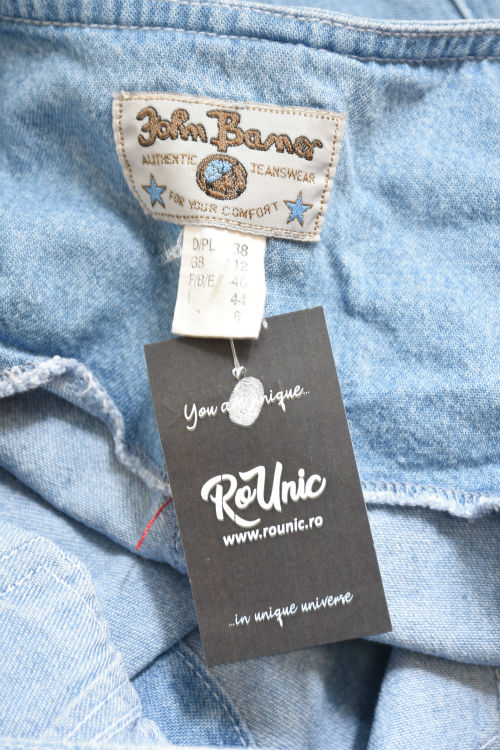 John Baner
AUTHENTIC JEANSWEAR
FOR YOUR COMFORT
D/PL 38
GB 12
F/B/E 40
I 44
8
You a nique...
RoUnic
www.rounic.ro
...in unique universe